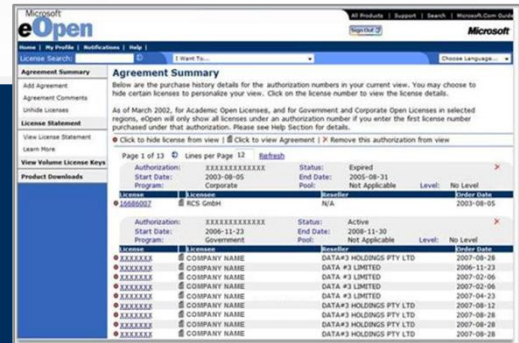 Microsoft
eOpen
All Products | Support | Search | Microsoft.Com Guide
Sign Out
Microsoft
Home | My Profile | Notifications | Help |
License Search:
I Want To...
Choose Language...
Agreement Summary
Add Agreement
Agreement Comments
Unhide Licenses
License Statement
View License Statement
Learn More
View Volume License Keys
Product Downloads
Agreement Summary
Below are the purchase history details for the authorization numbers in your current view. You may choose to
hide certain licenses to personalize your view. Click on the license number to view the license details.
As of March 2002, for Academic Open Licenses, and for Government and Corporate Open Licenses in selected
regions, eOpen will only show all licenses under an authorization number if you enter the first license number
purchased under that authorization. Please see Help Section for details.
Click to hide license from view | Click to view Agreement | X Remove this authorization from view
Page 1 of 13 Lines per Page 12 Refresh
Authorization: XXXXXXXXXXXXX Status: Expired
Start Date: 2003-08-05 End Date: 2005-08-31
Program: Corporate Pool: Not Applicable Level: No Level
License Licensee Reseller Order Date
16686007 RCS GmbH N/A 2003-08-05
Authorization: XXXXXXXXXXXXX Status: Active
Start Date: 2006-11-23 End Date: 2008-11-30
Program: Government Pool: Not Applicable Level: No Level
License Licensee Reseller Order Date
XXXXXXX COMPANY NAME DATA#3 HOLDINGS PTY LTD 2007-08-28
XXXXXXX COMPANY NAME DATA #3 LIMITED 2006-11-23
XXXXXXX COMPANY NAME DATA #3 LIMITED 2007-02-06
XXXXXXX COMPANY NAME DATA #3 LIMITED 2007-02-06
XXXXXXX COMPANY NAME DATA #3 LIMITED 2007-04-23
XXXXXXX COMPANY NAME DATA#3 HOLDINGS PTY LTD 2007-08-12
XXXXXXX COMPANY NAME DATA#3 HOLDINGS PTY LTD 2007-08-28
XXXXXXX COMPANY NAME DATA#3 HOLDINGS PTY LTD 2007-08-28
XXXXXXX COMPANY NAME DATA#3 HOLDINGS PTY LTD 2007-08-28